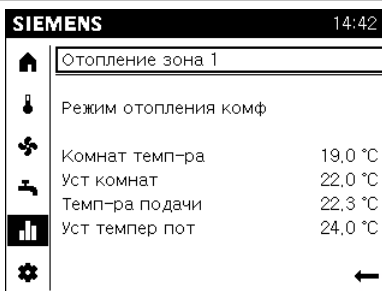 SIEMENS 14:42
Отопление зона 1
Режим отопления комф
Комнат темп-ра 19,0 °C
Уст комнат 22,0 °C
Темп-ра подачи 22,3 °C
Уст темпер пот 24,0 °C